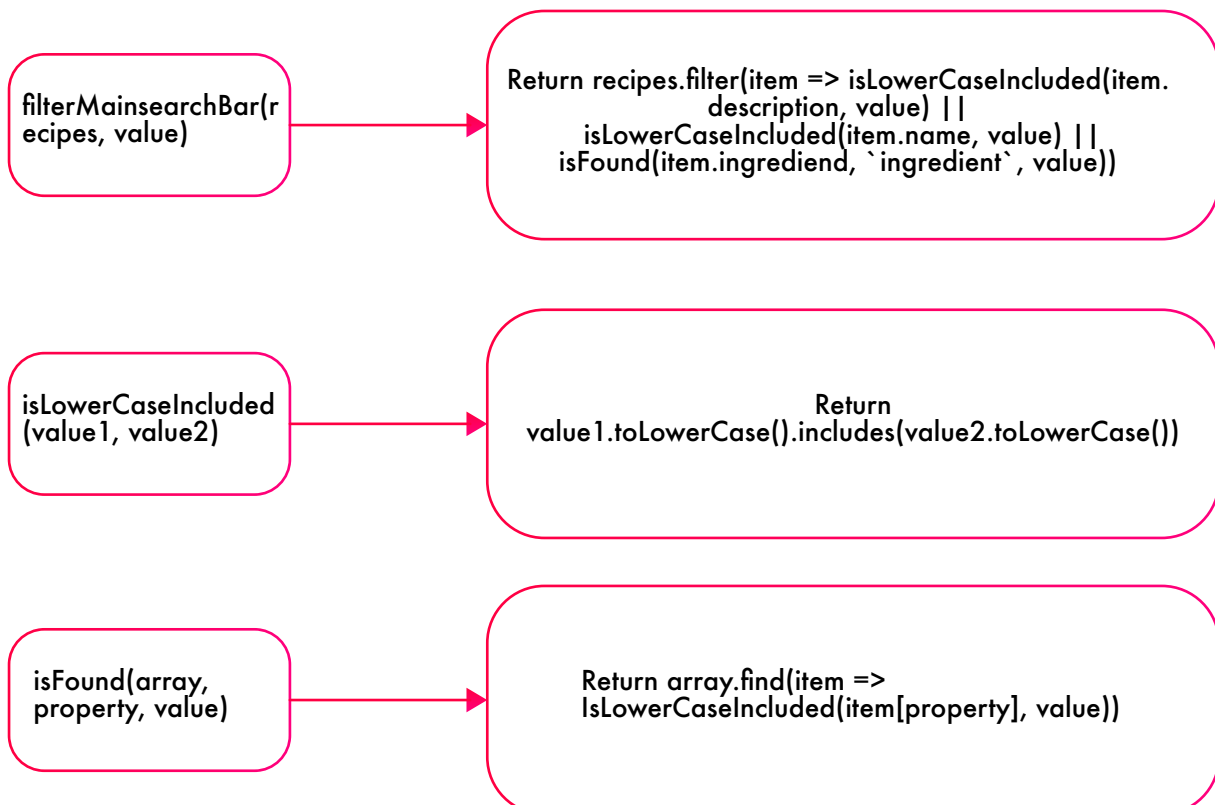 filterMainsearchBar(r
ecipes, value)
Return recipes.filter(item => isLowerCaseIncluded(item.
description, value) ||
isLowerCaseIncluded(item.name, value) ||
isFound(item.ingrediend, `ingredient`, value))
isLowerCaseIncluded
(value1, value2)
Return
value1.toLowerCase().includes(value2.toLowerCase())
isFound(array,
property, value)
Return array.find(item =>
IsLowerCaseIncluded(item[property], value))